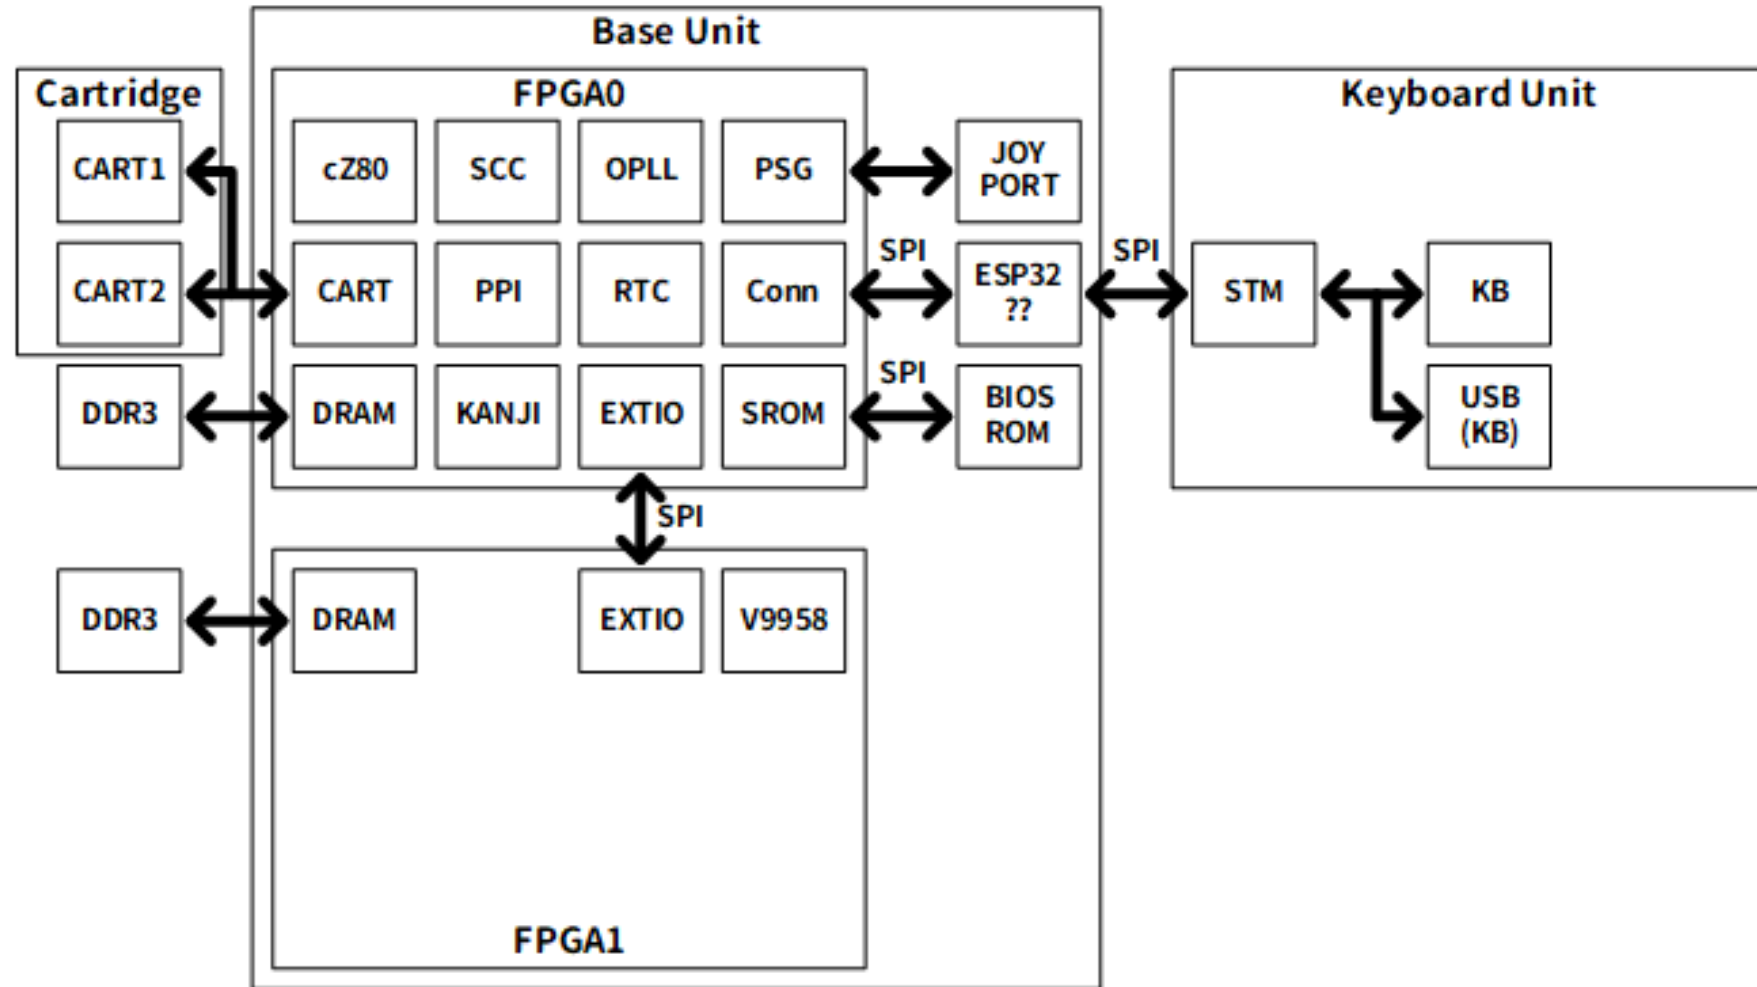 Base Unit
Cartridge
FPGA0
Keyboard Unit
CART1
cZ80
SCC
OPLL
PSG
JOY
PORT
CART2
CART
PPI
RTC
Conn
SPI
ESP32
??
SPI
STM
KB
DDR3
DRAM
KANJI
EXTIO
SROM
SPI
BIOS
ROM
USB
(KB)
SPI
DDR3
DRAM
EXTIO
V9958
FPGA1